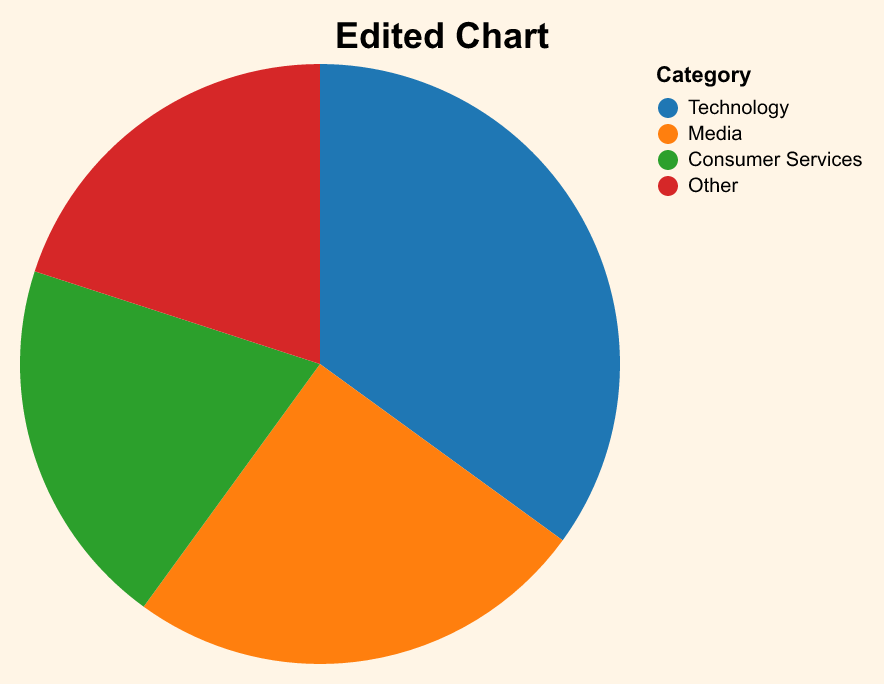 Edited Chart
Category
Technology
Media
Consumer Services
Other